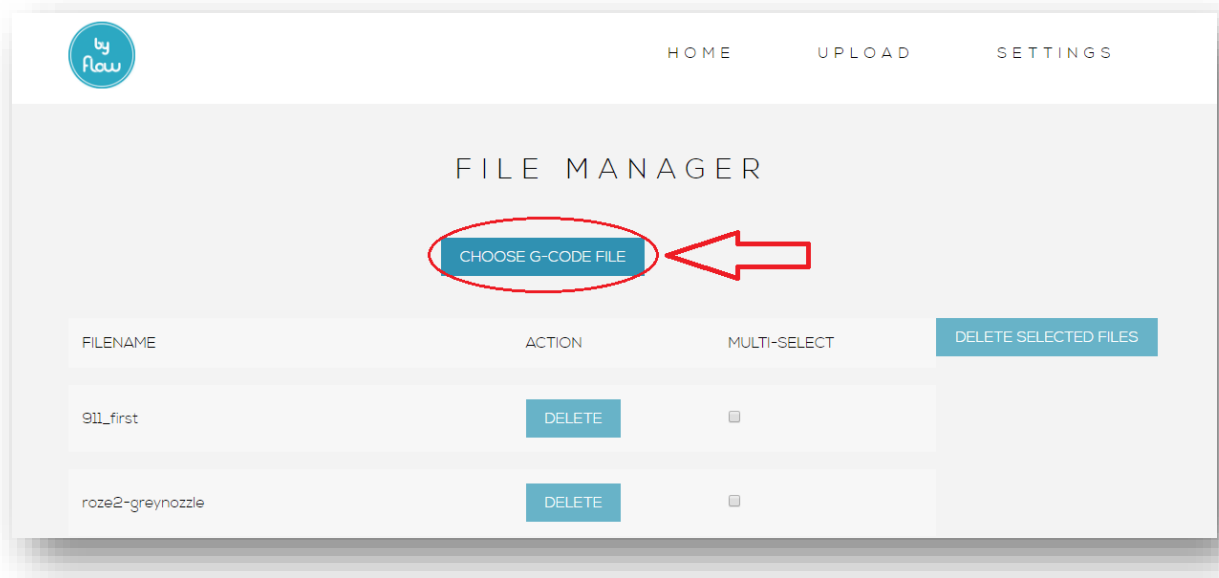 by
flow
HOME UPLOAD SETTINGS
FILE MANAGER
CHOOSE G-CODE FILE
FILENAME ACTION MULTI-SELECT DELETE SELECTED FILES
911_first DELETE
roze2-greynozzle DELETE